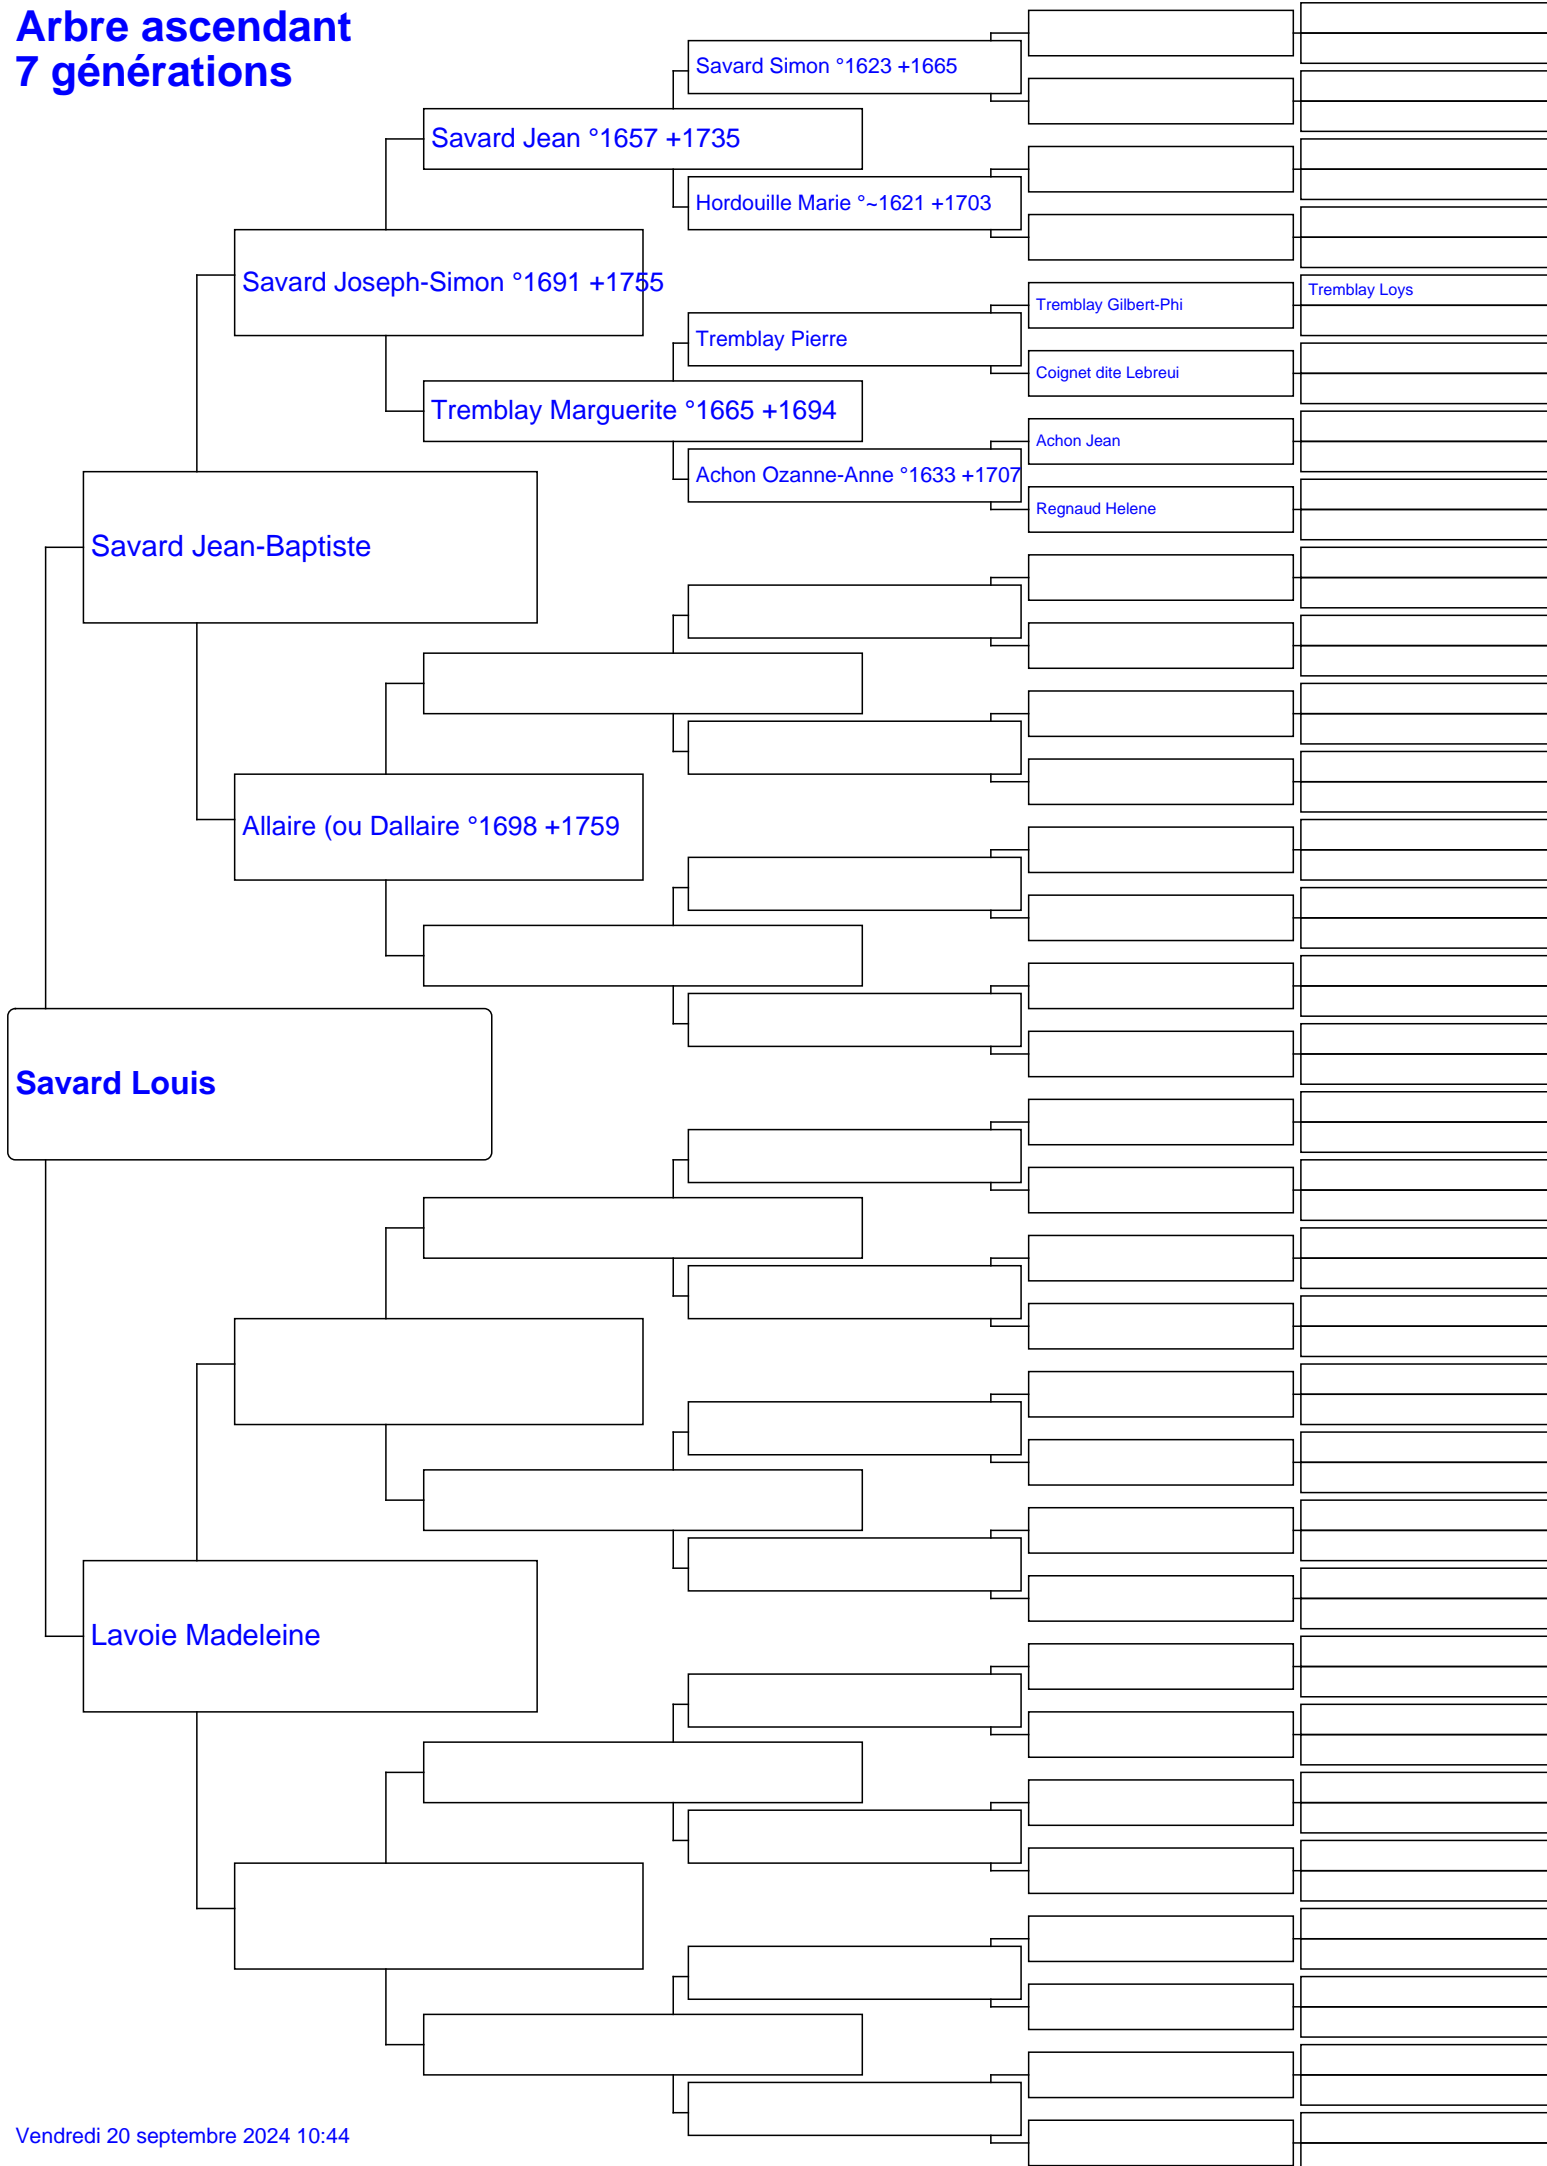 Arbre ascendant
7 générations
Savard Simon °1623 +1665
Savard Jean °1657 +1735
Hordouille Marie °~1621 +1703
Savard Joseph-Simon °1691 +1755
Tremblay Loys
Tremblay Gilbert-Phi
Tremblay Pierre
Coignet dite Lebreui
Tremblay Marguerite °1665 +1694
Achon Jean
Achon Ozanne-Anne °1633 +1707
Regnaud Helene
Savard Jean-Baptiste
Allaire (ou Dallaire °1698 +1759
Savard Louis
Lavoie Madeleine
Vendredi 20 septembre 2024 10:44